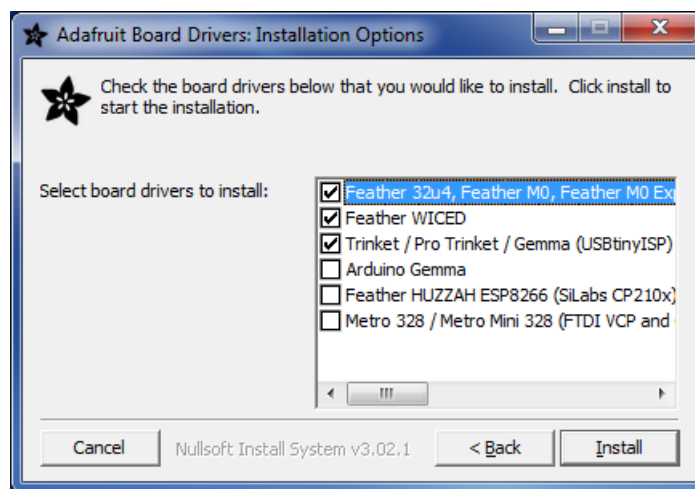 Adafruit Board Drivers: Installation Options
Check the board drivers below that you would like to install. Click install to
start the installation.
Select board drivers to install:
Feather 32u4, Feather M0, Feather M0 Exp
Feather WICED
Trinket / Pro Trinket / Gemma (USBtinyISP)
Arduino Gemma
Feather HUZZAH ESP8266 (SiLabs CP210x)
Metro 328 / Metro Mini 328 (FTDI VCP and
Cancel
Nullsoft Install System v3.02.1
< Back
Install